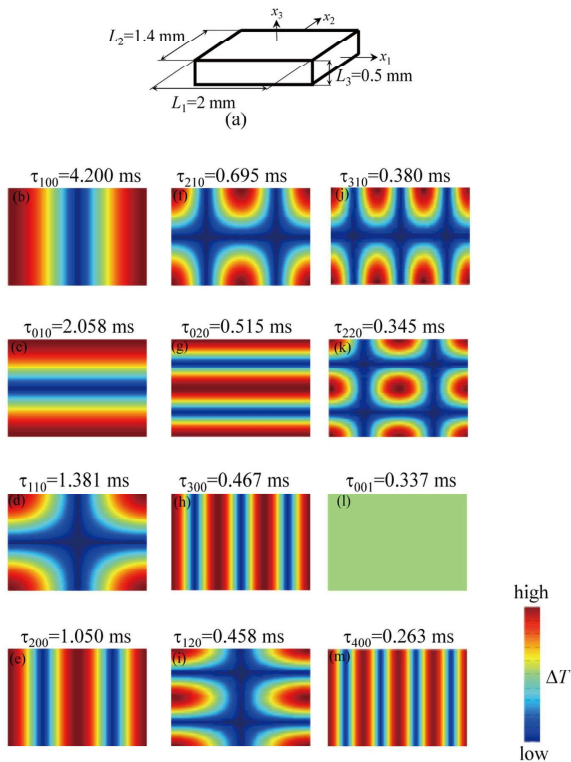 x₃
x₂
L₂=1.4 mm
x₁
L₃=0.5 mm
L₁=2 mm
(a)
τ₁₀₀=4.200 ms
τ₂₁₀=0.695 ms
τ₃₁₀=0.380 ms
(b)
(f)
(j)
τ₀₁₀=2.058 ms
τ₀₂₀=0.515 ms
τ₂₂₀=0.345 ms
(c)
(g)
(k)
τ₁₁₀=1.381 ms
τ₃₀₀=0.467 ms
τ₀₀₁=0.337 ms
(d)
(h)
(l)
τ₂₀₀=1.050 ms
τ₁₂₀=0.458 ms
τ₄₀₀=0.263 ms
(e)
(i)
(m)
high
ΔT
low